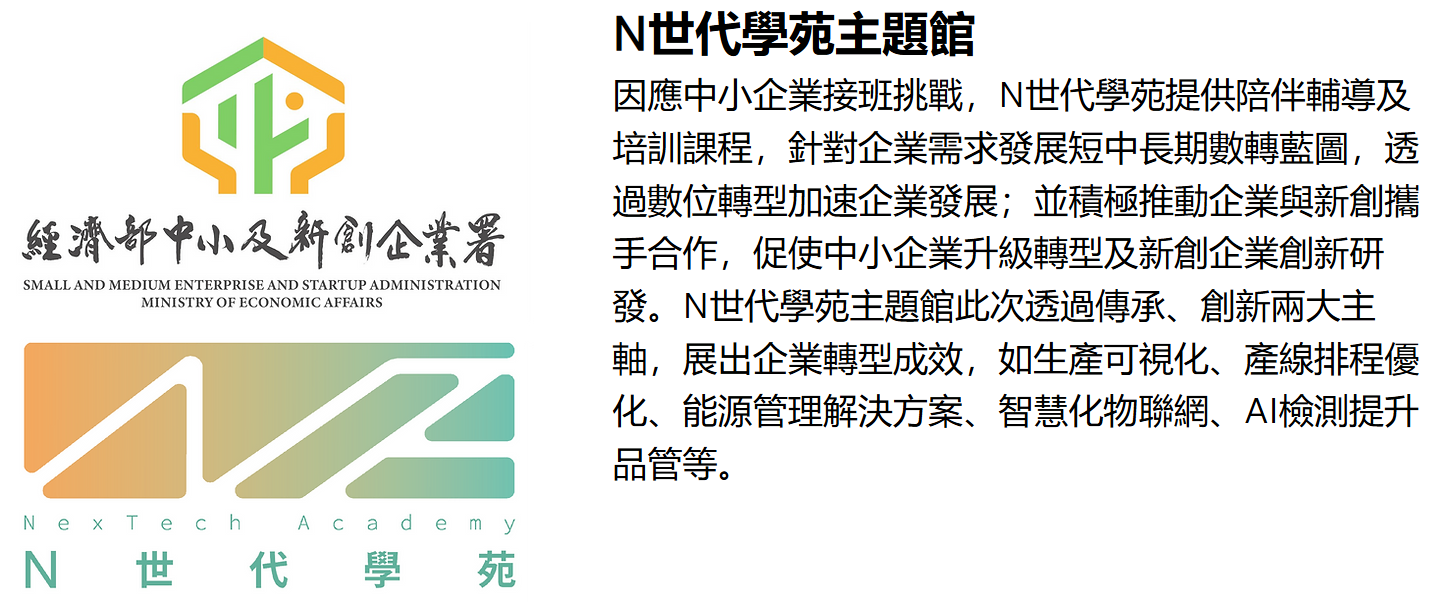 經濟部中小及新創企業署
SMALL AND MEDIUM ENTERPRISE AND STARTUP ADMINISTRATION
MINISTRY OF ECONOMIC AFFAIRS
NexTech Academy
N世代學苑
N世代學苑主題館
因應中小企業接班挑戰，N世代學苑提供陪伴輔導及
培訓課程，針對企業需求發展短中長期數轉藍圖，透
過數位轉型加速企業發展；並積極推動企業與新創攜
手合作，促使中小企業升級轉型及新創企業創新研
發。N世代學苑主題館此次透過傳承、創新兩大主
軸，展出企業轉型成效，如生產可視化、產線排程優
化、能源管理解決方案、智慧化物聯網、AI檢測提升
品管等。